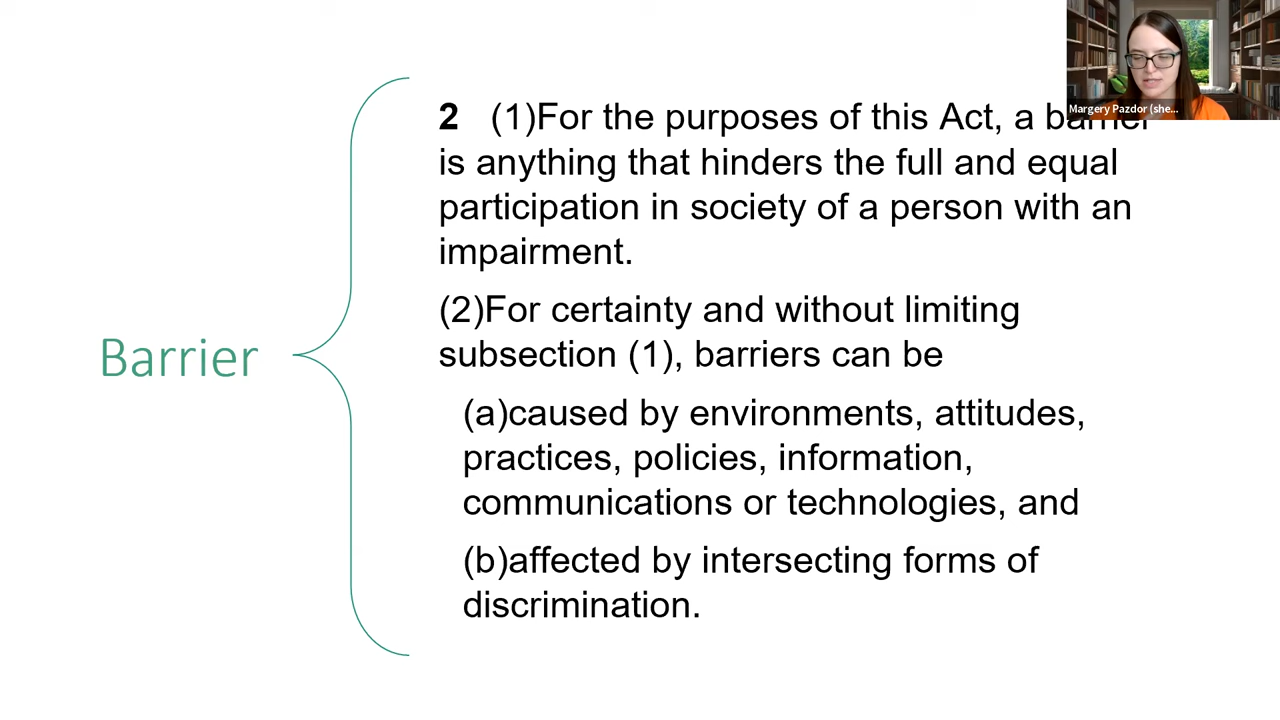 Margery Pazdor (she...
2 (1)For the purposes of this Act, a barrier
is anything that hinders the full and equal
participation in society of a person with an
impairment.
(2)For certainty and without limiting
subsection (1), barriers can be
Barrier
(a)caused by environments, attitudes,
practices, policies, information,
communications or technologies, and
(b)affected by intersecting forms of
discrimination.